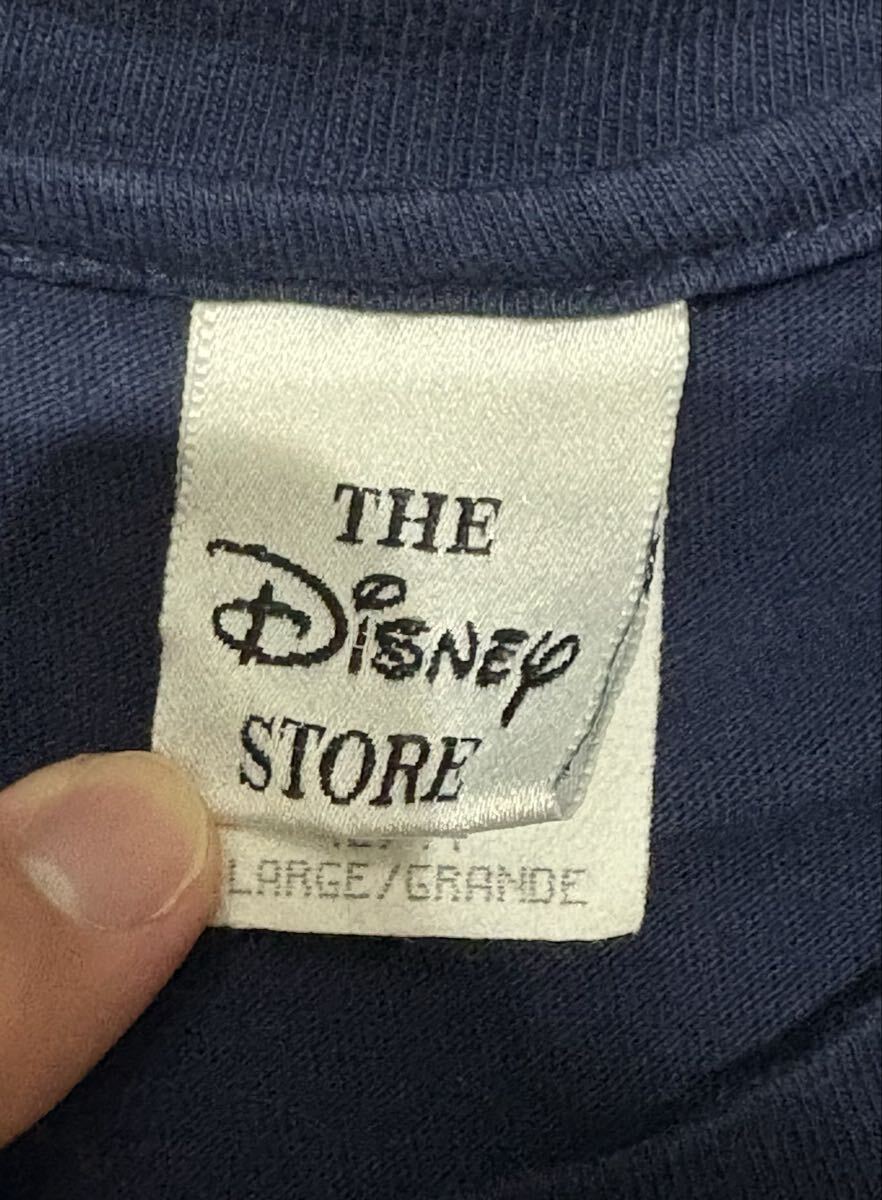 THE
Disney
STORE
LARGE/GRANDE